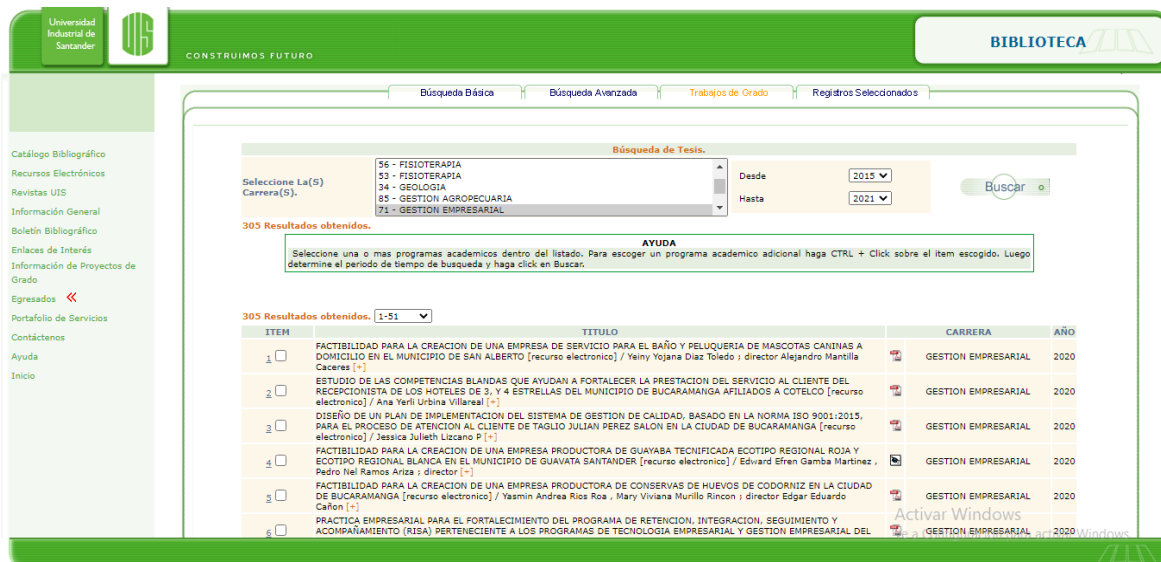 Universidad
Industrial de
Santander
UIS
CONSTRUIMOS FUTURO
BIBLIOTECA
Búsqueda Básica
Búsqueda Avanzada
Trabajos de Grado
Registros Seleccionados
Catálogo Bibliográfico
Recursos Electrónicos
Revistas UIS
Información General
Boletín Bibliográfico
Enlaces de Interés
Información de Proyectos de
Grado
Egresados
Portafolio de Servicios
Contáctenos
Ayuda
Inicio
Búsqueda de Tesis.
Seleccione La(S)
Carrera(S).
56 - FISIOTERAPIA
53 - FISIOTERAPIA
34 - GEOLOGIA
85 - GESTION AGROPECUARIA
71 - GESTION EMPRESARIAL
Desde 2015
Hasta 2021
Buscar
305 Resultados obtenidos.
AYUDA
Seleccione una o mas programas academicos dentro del listado. Para escoger un programa academico adicional haga CTRL + Click sobre el item escogido. Luego
determine el periodo de tiempo de busqueda y haga click en Buscar.
305 Resultados obtenidos. 1-51
ITEM TITULO CARRERA AÑO
1 FACTIBILIDAD PARA LA CREACION DE UNA EMPRESA DE SERVICIO PARA EL BAÑO Y PELUQUERIA DE MASCOTAS CANINAS A
DOMICILIO EN EL MUNICIPIO DE SAN ALBERTO [recurso electronico] / Yeiny Yojana Diaz Toledo ; director Alejandro Mantilla
Caceres [+]
GESTION EMPRESARIAL 2020
2 ESTUDIO DE LAS COMPETENCIAS BLANDAS QUE AYUDAN A FORTALECER LA PRESTACION DEL SERVICIO AL CLIENTE DEL
RECEPCIONISTA DE LOS HOTELES DE 3, Y 4 ESTRELLAS DEL MUNICIPIO DE BUCARAMANGA AFILIADOS A COTELCO [recurso
electronico] / Ana Yerli Urbina Villareal [+]
GESTION EMPRESARIAL 2020
3 DISEÑO DE UN PLAN DE IMPLEMENTACION DEL SISTEMA DE GESTION DE CALIDAD, BASADO EN LA NORMA ISO 9001:2015,
PARA EL PROCESO DE ATENCION AL CLIENTE DE TAGLIO JULIAN PEREZ SALON EN LA CIUDAD DE BUCARAMANGA [recurso
electronico] / Jessica Julieth Lizcano P [+]
GESTION EMPRESARIAL 2020
4 FACTIBILIDAD PARA LA CREACION DE UNA EMPRESA PRODUCTORA DE GUAYABA TECNIFICADA ECOTIPO REGIONAL ROJA Y
ECOTIPO REGIONAL BLANCA EN EL MUNICIPIO DE GUAVATA SANTANDER [recurso electronico] / Edward Efren Gamba Martinez ,
Pedro Nel Ramos Ariza ; director [+]
GESTION EMPRESARIAL 2020
5 FACTIBILIDAD PARA LA CREACION DE UNA EMPRESA PRODUCTORA DE CONSERVAS DE HUEVOS DE CODORNIZ EN LA CIUDAD
DE BUCARAMANGA [recurso electronico] / Yasmin Andrea Rios Roa , Mary Viviana Murillo Rincon ; director Edgar Eduardo
Cañon [+]
GESTION EMPRESARIAL 2020
6 PRACTICA EMPRESARIAL PARA EL FORTALECIMIENTO DEL PROGRAMA DE RETENCION, INTEGRACION, SEGUIMIENTO Y
ACOMPAÑAMIENTO (RISA) PERTENECIENTE A LOS PROGRAMAS DE TECNOLOGIA EMPRESARIAL Y GESTION EMPRESARIAL DEL
GESTION EMPRESARIAL 2020
Activar Windows
Windows.